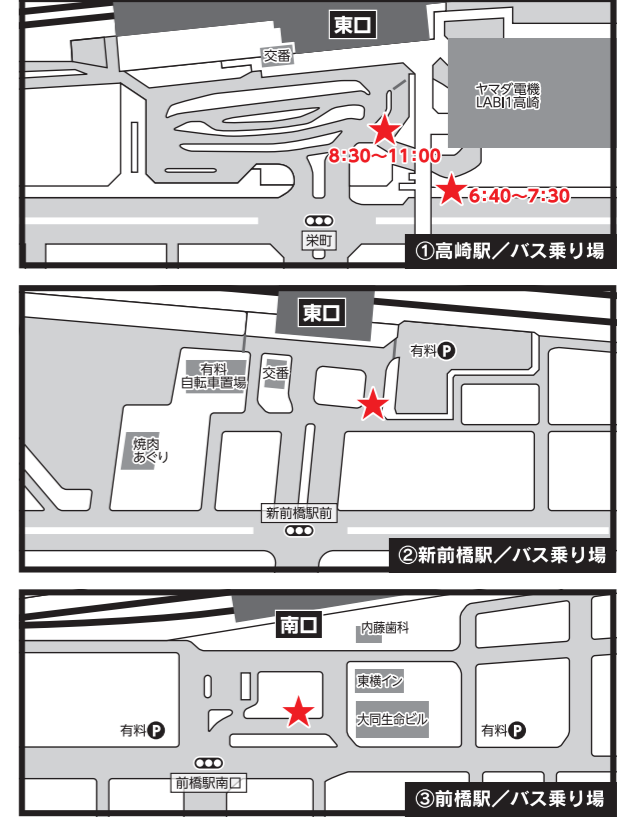 東口
交番
ヤマダ電機
LABI1高崎
8:30〜11:00
6:40〜7:30
栄町
①高崎駅／バス乗り場
東口
有料P
有料
自転車置場
交番
焼肉
あぐり
新前橋駅前
②新前橋駅／バス乗り場
南口
内藤歯科
東横イン
大同生命ビル
有料P
有料P
前橋駅南口
③前橋駅／バス乗り場